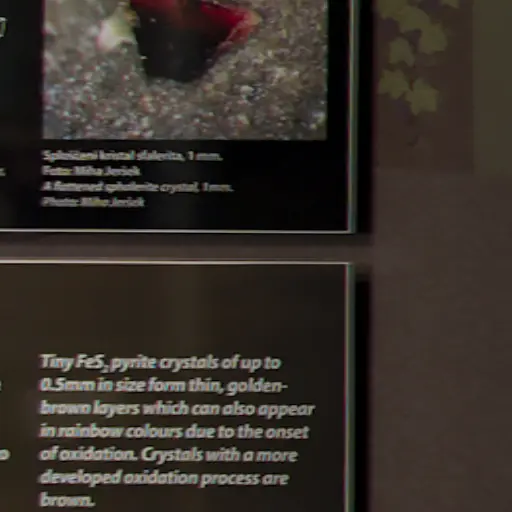 Sploščeni kristal sfalerita, 1 mm.
Foto: Miha Jeršek
A flattened sphalerite crystal, 1 mm.
Photo: Miha Jeršek
Tiny FeS₂ pyrite crystals of up to
0.5mm in size form thin, golden-
brown layers which can also appear
in rainbow colours due to the onset
of oxidation. Crystals with a more
developed oxidation process are
brown.